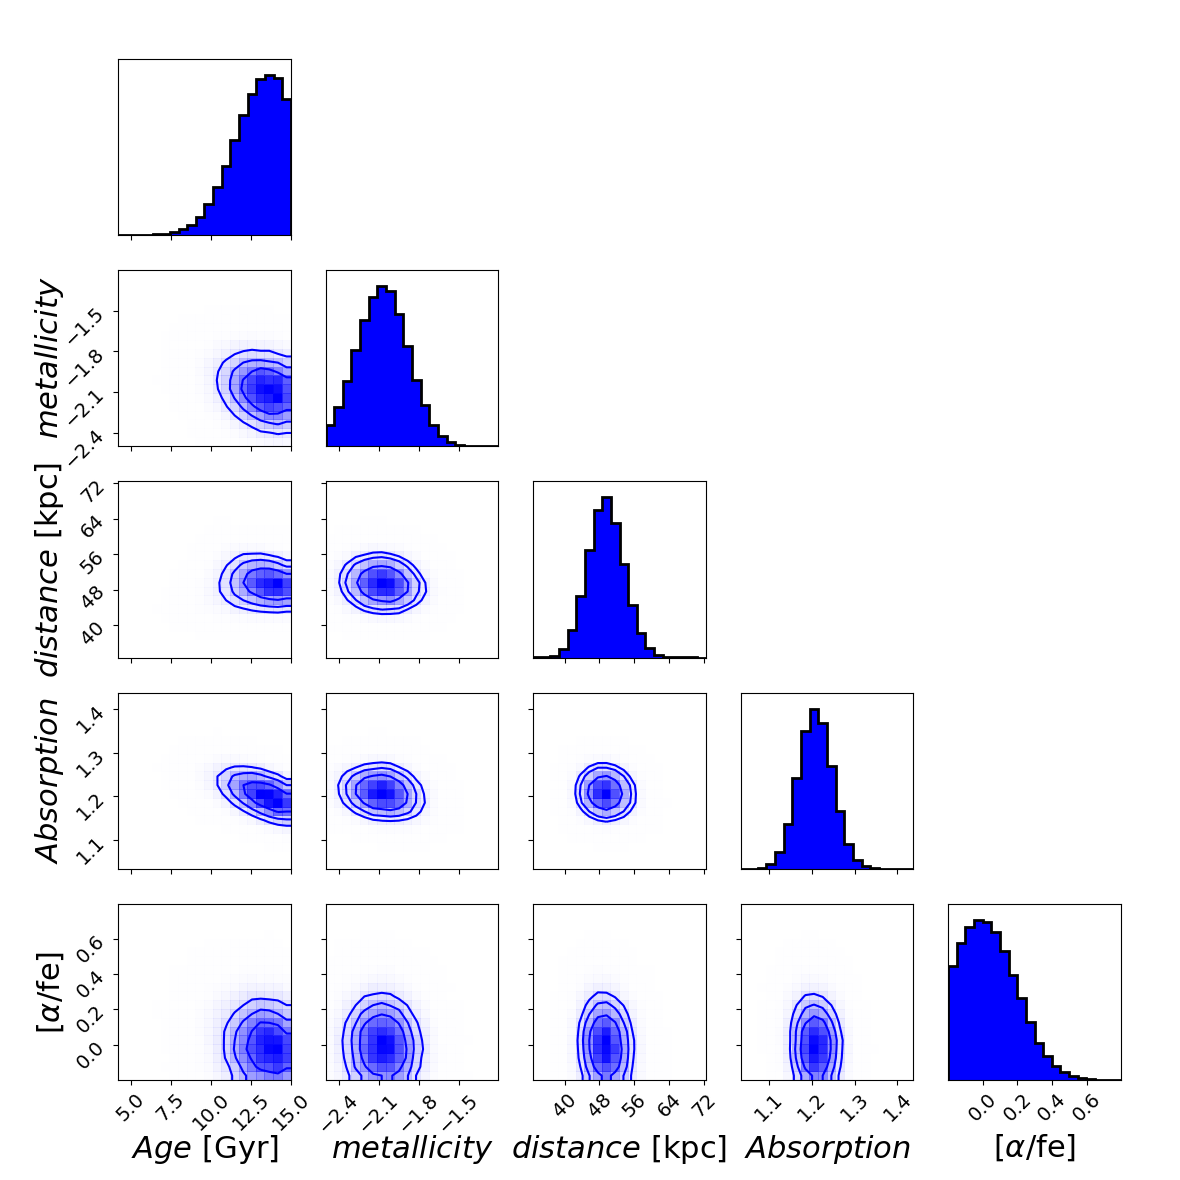 metallicity
−1.5
−1.8
−2.1
−2.4
distance [kpc]
72
64
56
48
40
Absorption
1.4
1.3
1.2
1.1
[α/fe]
0.6
0.4
0.2
0.0
5.0 7.5 10.0 12.5 15.0 −2.4 −2.1 −1.8 −1.5 40 48 56 64 72 1.1 1.2 1.3 1.4 0.0 0.2 0.4 0.6
Age [Gyr] metallicity distance [kpc] Absorption [α/fe]